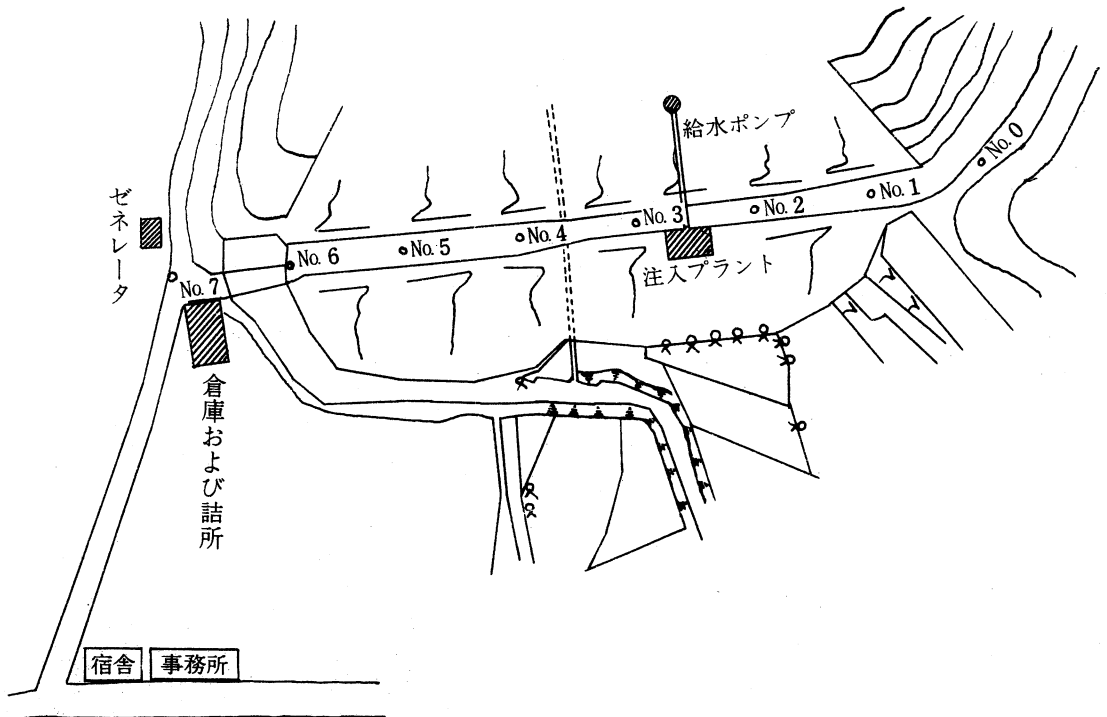 給水ポンプ
No. 0
No. 1
No. 2
No. 3
No. 4
No. 5
No. 6
No. 7
注入プラント
ゼネレータ
倉庫および詰所
宿舎
事務所